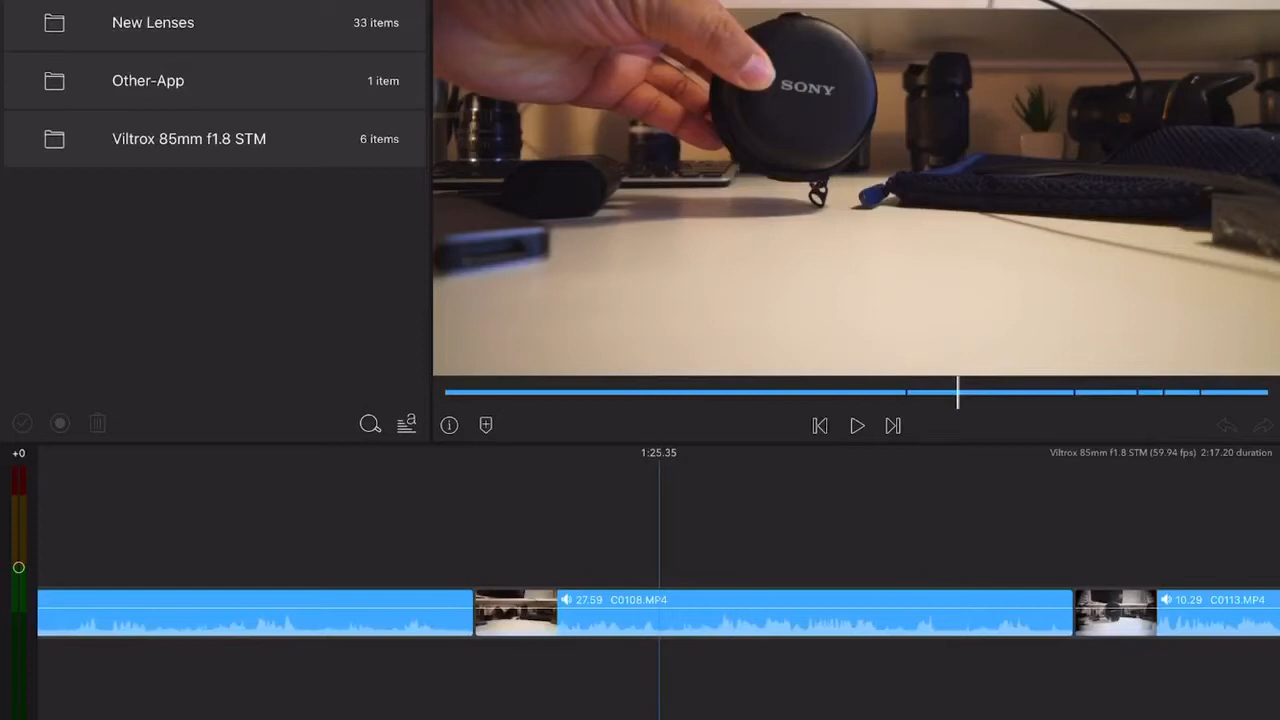 New Lenses 33 items
Other-App 1 item
Viltrox 85mm f1.8 STM 6 items
SONY
+0
1:25.35
Viltrox 85mm f1.8 STM (59.94 fps) 2:17.20 duration
27.59 C0108.MP4
10.29 C0113.MP4